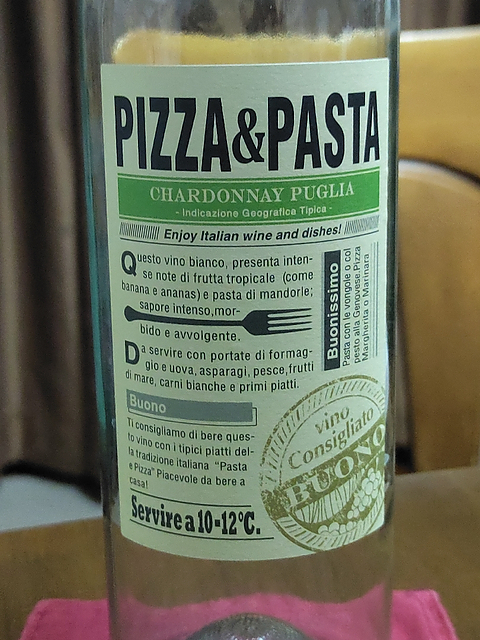 PIZZA&PASTA
CHARDONNAY PUGLIA
- Indicazione Geografica Tipica -
Enjoy Italian wine and dishes!
Questo vino bianco, presenta inten-
se note di frutta tropicale (come
banana e ananas) e pasta di mandorle;
sapore intenso,mor-
bido e avvolgente.
Da servire con portate di formag-
gio e uova, asparagi, pesce,frutti
di mare, carni bianche e primi piatti.
Buonissimo
Pasta con le vongole o col
pesto alla Genovese.Pizza
Margherita o Marinara
Buono
Ti consigliamo di bere ques-
to vino con i tipici piatti del-
la tradizione italiana "Pasta
e Pizza" Piacevole da bere a
casa!
Servire a 10-12°C.
vino
Consigliato
BUONO